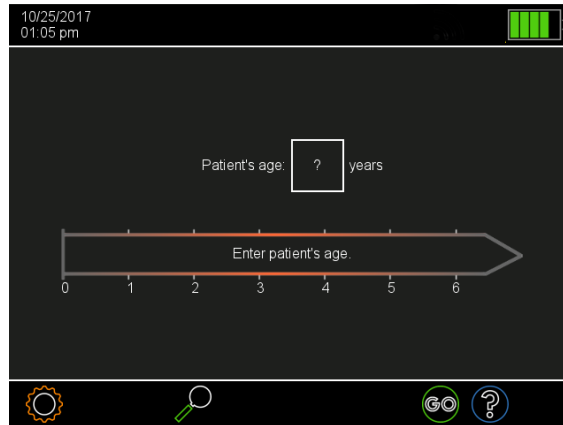 10/25/2017
01:05 pm
Patient's age: ? years
Enter patient's age.
0 1 2 3 4 5 6
GO ?